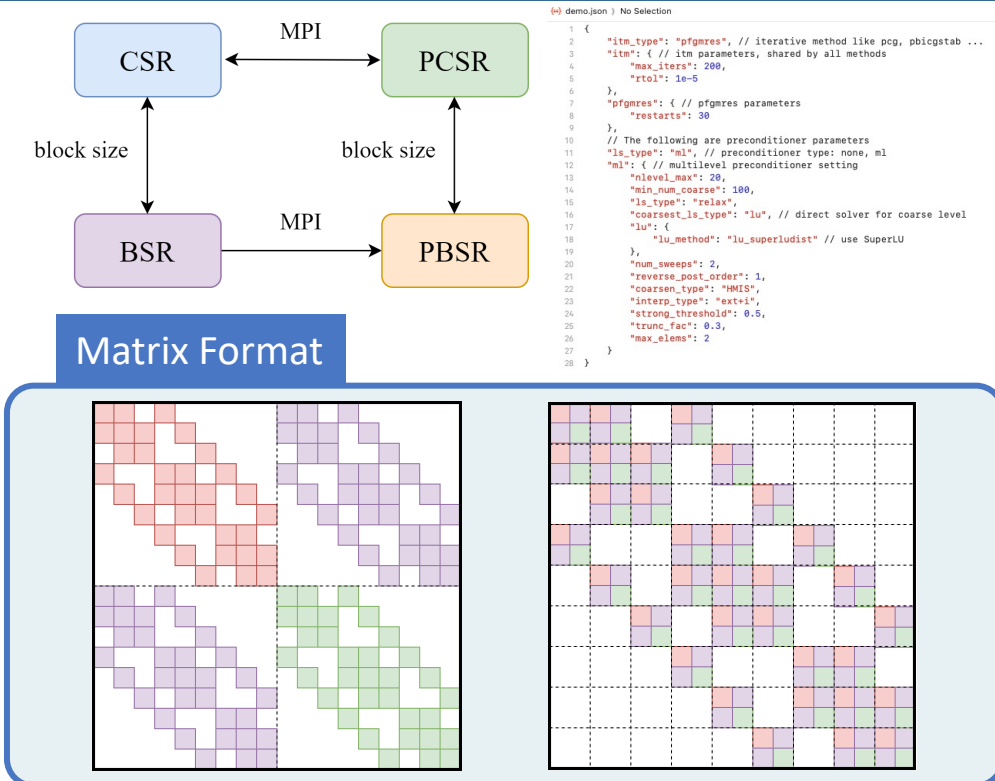 MPI
CSR
PCSR
block size
block size
MPI
BSR
PBSR
Matrix Format
demo.json 〉 No Selection
1 {
2 "itm_type": "pfgmres", // iterative method like pcg, pbicgstab ...
3 "itm": { // itm parameters, shared by all methods
4 "max_iters": 200,
5 "rtol": 1e-5
6 },
7 "pfgmres": { // pfgmres parameters
8 "restarts": 30
9 },
10 // The following are preconditioner parameters
11 "ls_type": "ml", // preconditioner type: none, ml
12 "ml": { // multilevel preconditioner setting
13 "nlevel_max": 20,
14 "min_num_coarse": 100,
15 "ls_type": "relax",
16 "coarsest_ls_type": "lu", // direct solver for coarse level
17 "lu": {
18 "lu_method": "lu_superludist" // use SuperLU
19 },
20 "num_sweeps": 2,
21 "reverse_post_order": 1,
22 "coarsen_type": "HMIS",
23 "interp_type": "ext+i",
24 "strong_threshold": 0.5,
25 "trunc_fac": 0.3,
26 "max_elems": 2
27 }
28 }